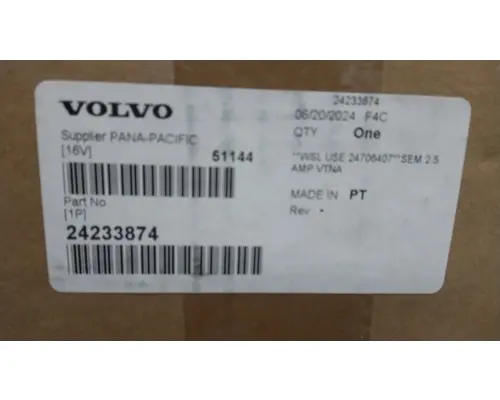 VOLVO
Supplier PANA-PACIFIC
[16V] 51144
Part No
[1P]
24233874
24233874
06/20/2024 F4C
QTY One
**WSL USE 24706407**SEM 2.5
AMP VTNA
MADE IN PT
Rev -